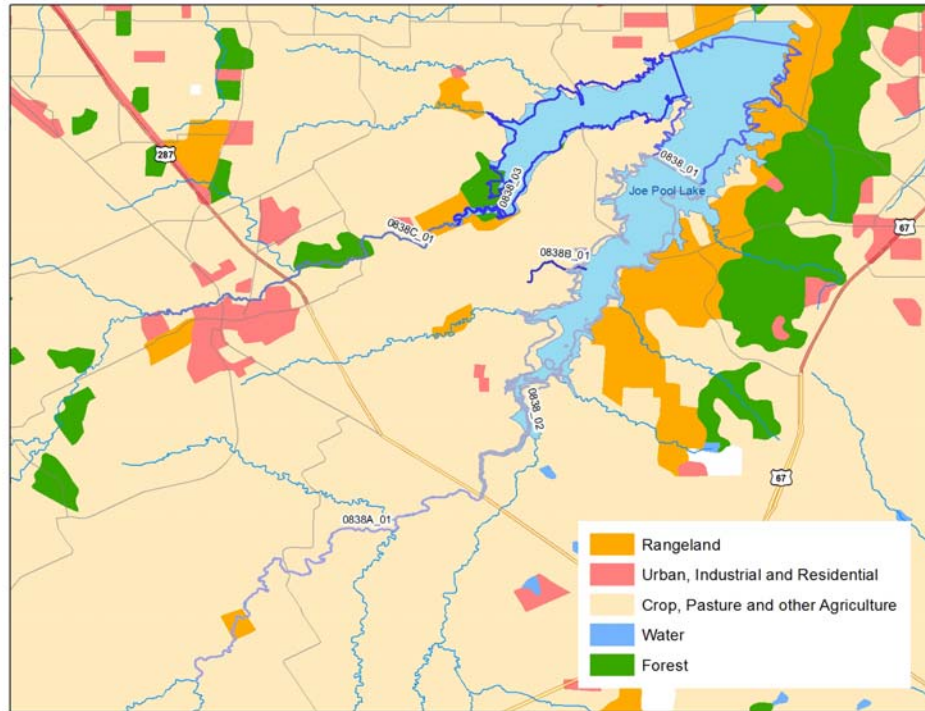 287
0838_03
0838_01
Joe Pool Lake
0838C_01
67
0838B_01
0838_02
67
0838A_01
Rangeland
Urban, Industrial and Residential
Crop, Pasture and other Agriculture
Water
Forest